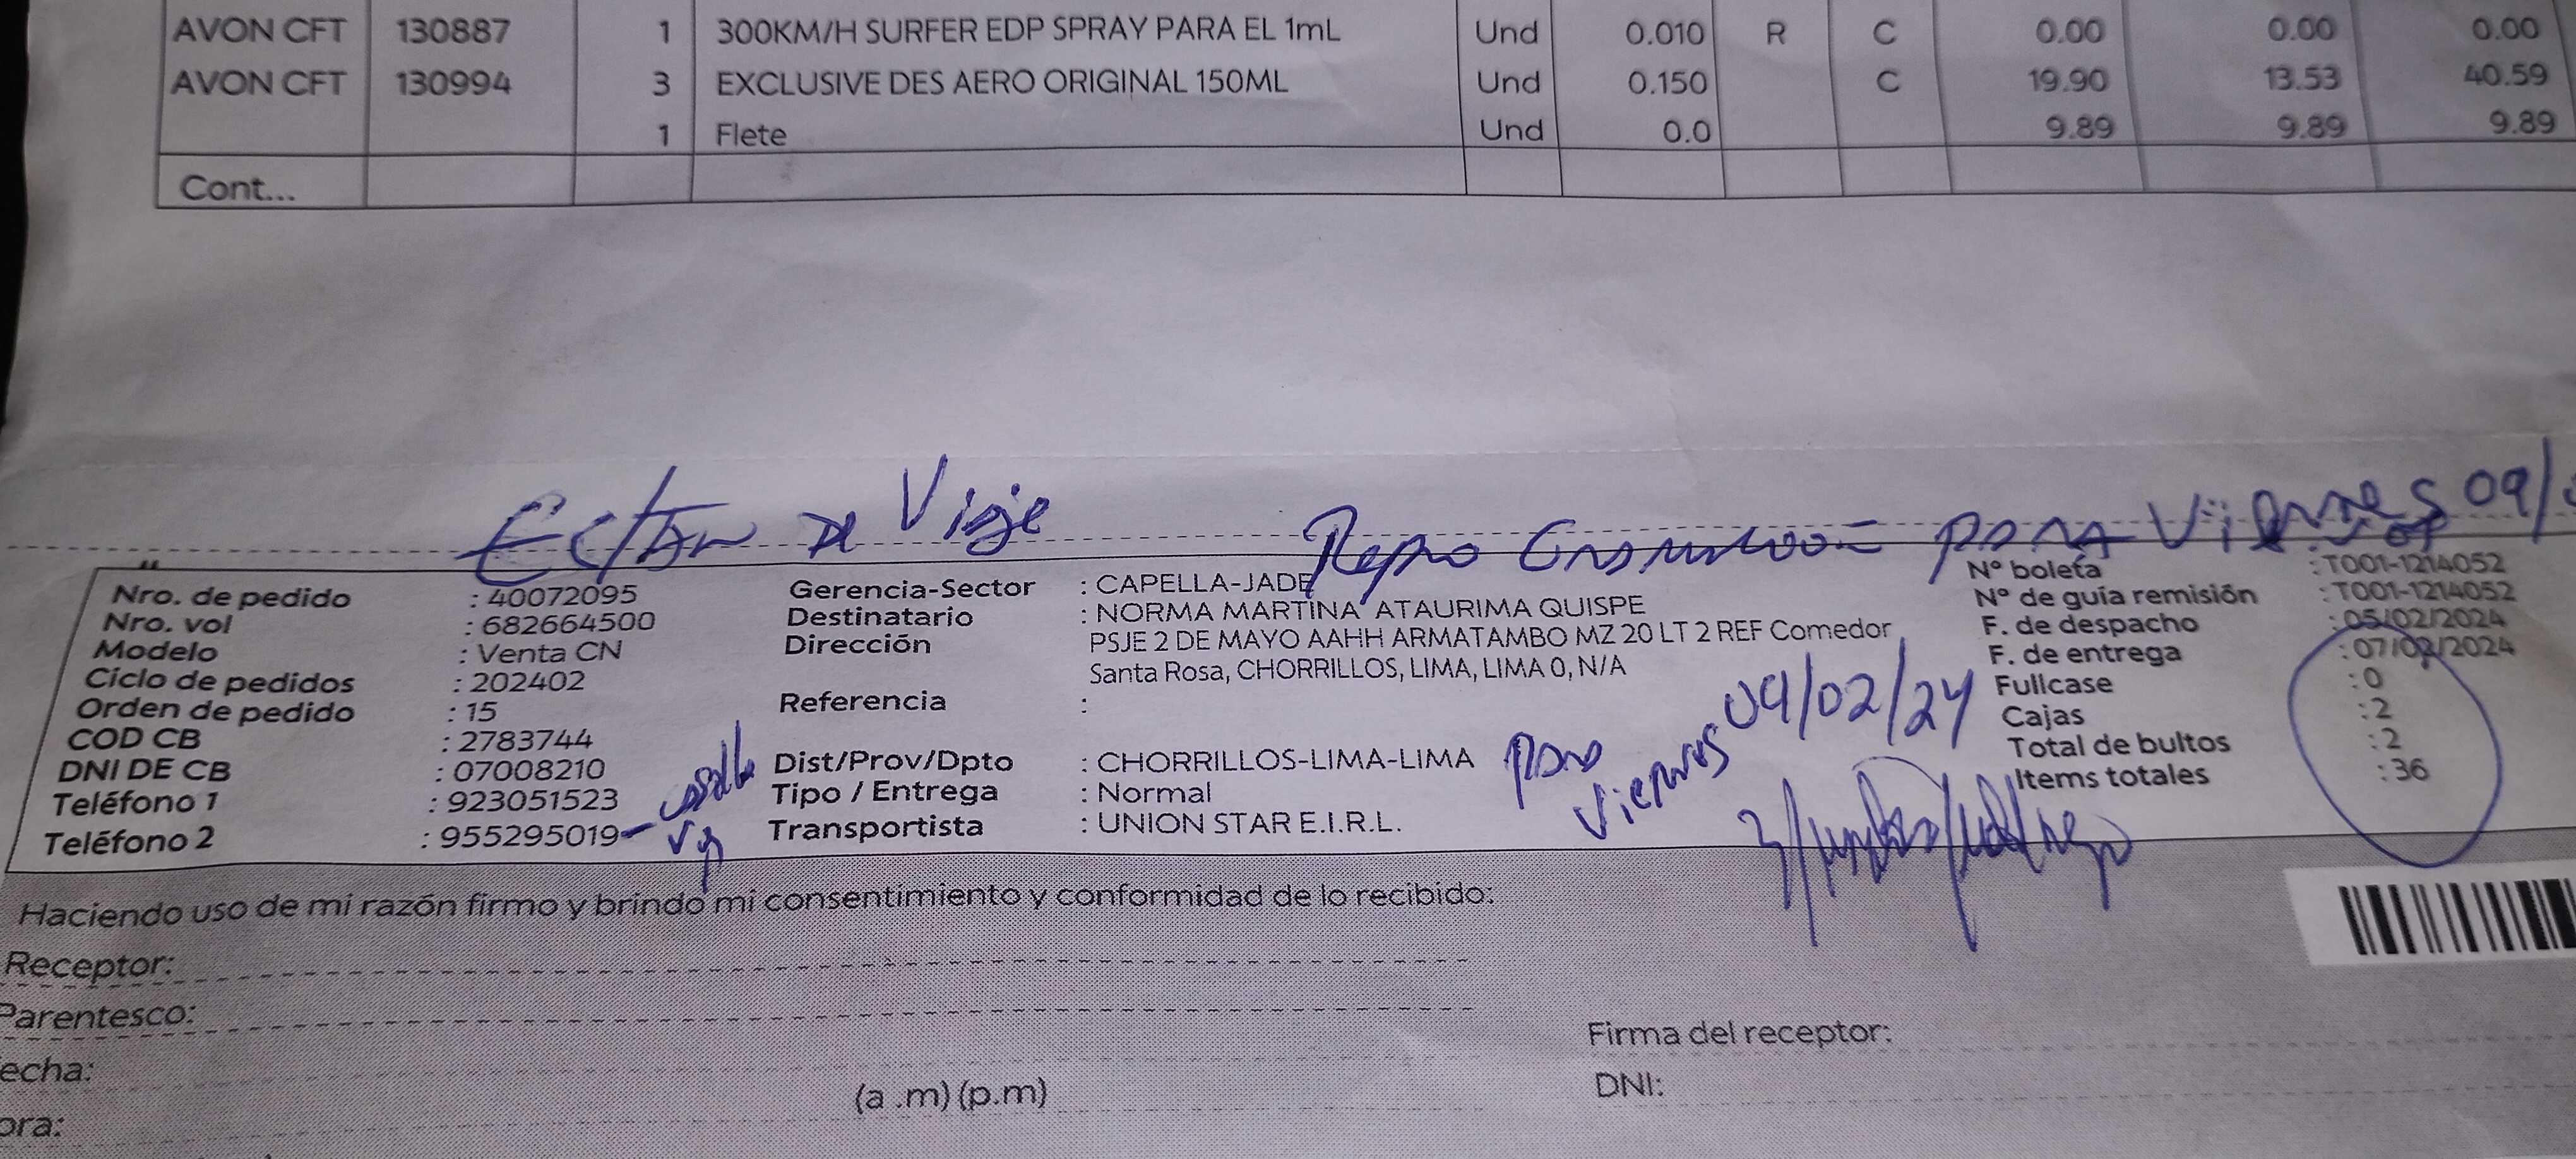 AVON CFT 130887 1 300KM/H SURFER EDP SPRAY PARA EL 1mL Und 0.010 R C 0.00 0.00 0.00
AVON CFT 130994 3 EXCLUSIVE DES AERO ORIGINAL 150ML Und 0.150 C 19.90 13.53 40.59
1 Flete Und 0.0 9.89 9.89 9.89
Cont...
Estan de Viaje
para Viernes 09/
Nro. de pedido : 40072095
Nro. vol : 682664500
Modelo : Venta CN
Ciclo de pedidos : 202402
Orden de pedido : 15
COD CB : 2783744
DNI DE CB : 07008210
Teléfono 1 : 923051523
Teléfono 2 : 955295019
Gerencia-Sector : CAPELLA-JADE
Destinatario : NORMA MARTINA ATAURIMA QUISPE
Dirección PSJE 2 DE MAYO AAHH ARMATAMBO MZ 20 LT 2 REF Comedor
Santa Rosa, CHORRILLOS, LIMA, LIMA 0, N/A
Referencia :
Dist/Prov/Dpto : CHORRILLOS-LIMA-LIMA
Tipo / Entrega : Normal
Transportista : UNION STAR E.I.R.L.
para
Viernes 09/02/24
N° boleta : T001-1214052
N° de guía remisión : T001-1214052
F. de despacho : 05/02/2024
F. de entrega : 07/02/2024
Fullcase : 0
Cajas : 2
Total de bultos : 2
Items totales : 36
Haciendo uso de mi razón firmo y brindo mi consentimiento y conformidad de lo recibido:
Receptor:
Parentesco:
echa:
ora:
(a .m) (p.m)
Firma del receptor:
DNI: